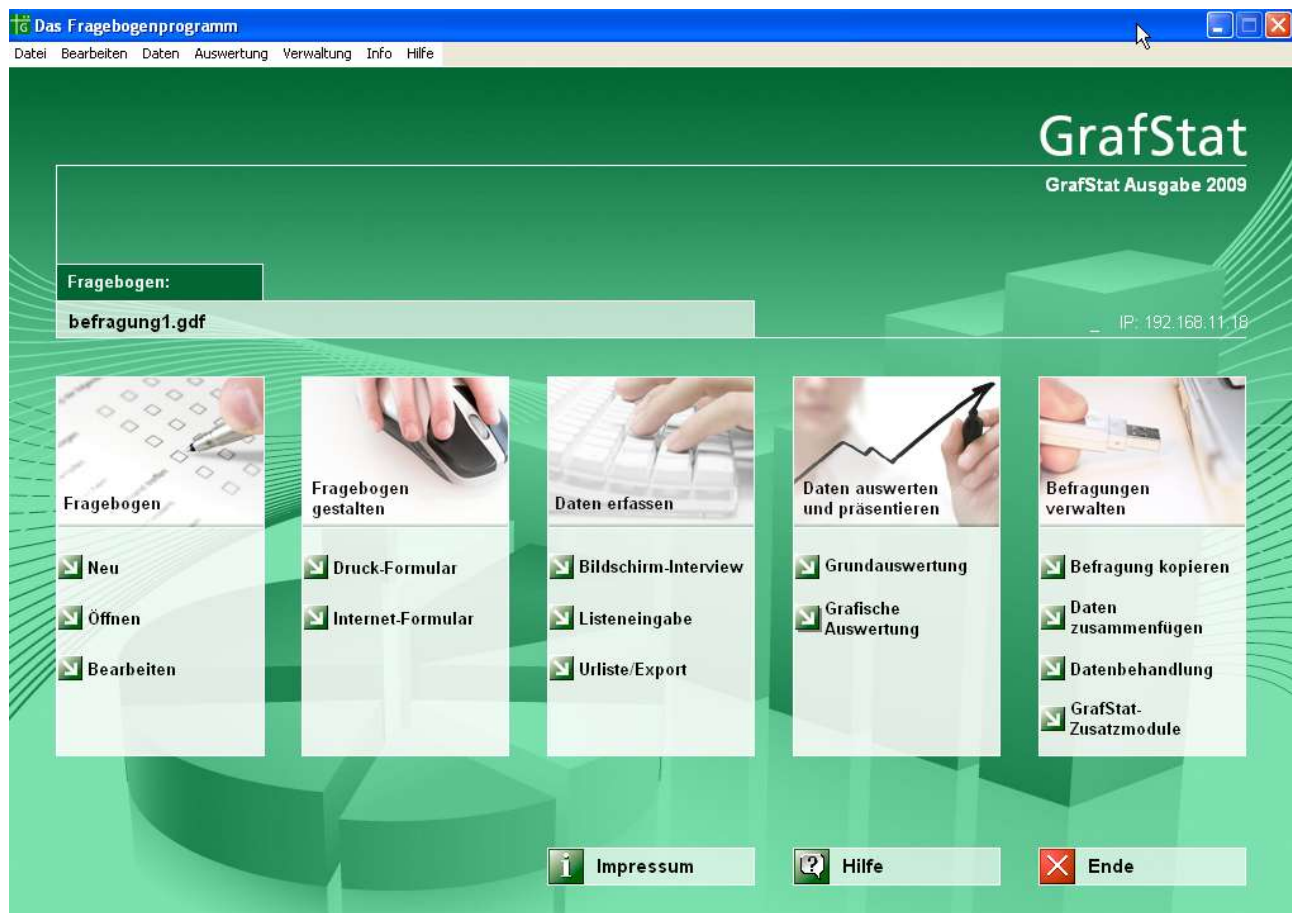 Das Fragebogenprogramm
Datei Bearbeiten Daten Auswertung Verwaltung Info Hilfe
GrafStat
GrafStat Ausgabe 2009
Fragebogen:
befragung1.gdf
_ IP: 192.168.11.18
Fragebogen
Neu
Öffnen
Bearbeiten
Fragebogen
gestalten
Druck-Formular
Internet-Formular
Daten erfassen
Bildschirm-Interview
Listeneingabe
Urliste/Export
Daten auswerten
und präsentieren
Grundauswertung
Grafische
Auswertung
Befragungen
verwalten
Befragung kopieren
Daten
zusammenfügen
Datenbehandlung
GrafStat-
Zusatzmodule
Impressum
Hilfe
Ende